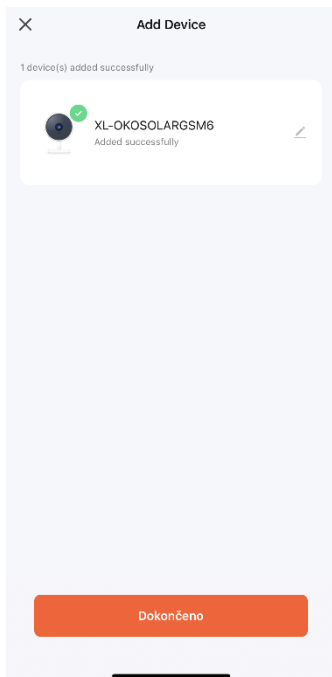 Add Device
1 device(s) added successfully
XL-OKOSOLARGSM6
Added successfully
Dokončeno